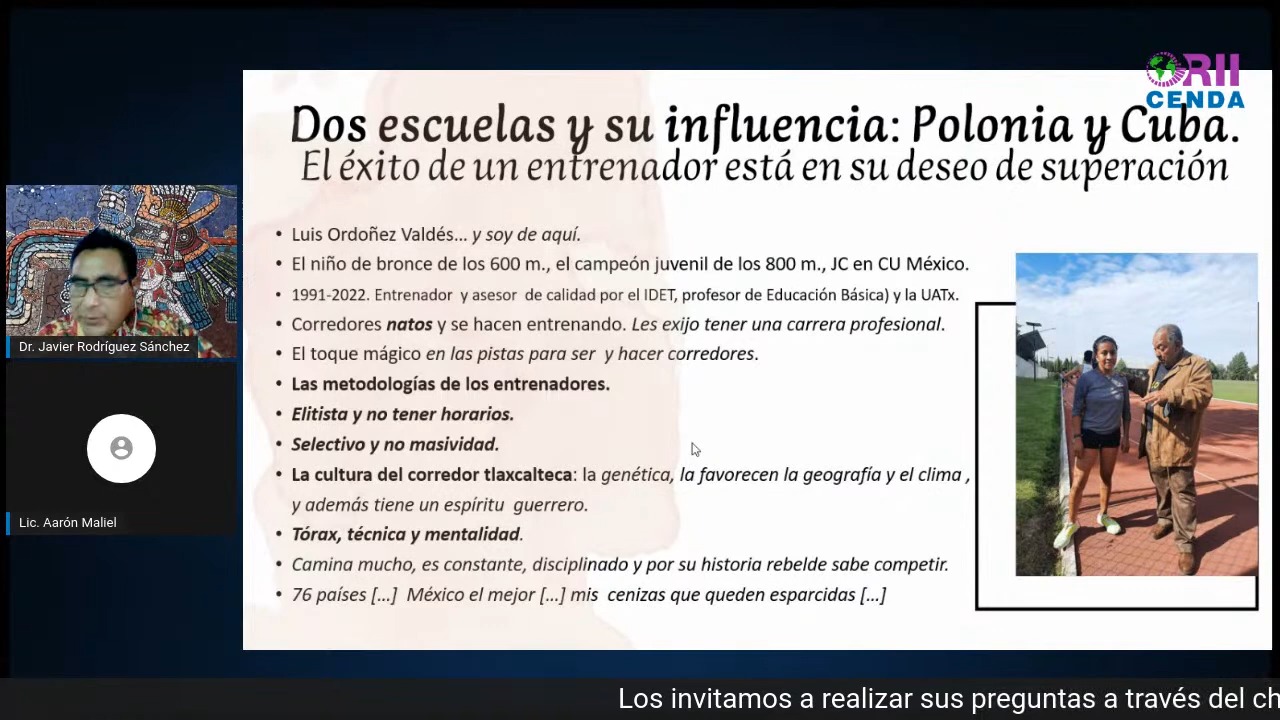 ORII
CENDA
Dos escuelas y su influencia: Polonia y Cuba.
El éxito de un entrenador está en su deseo de superación
• Luis Ordoñez Valdés... y soy de aquí.
• El niño de bronce de los 600 m., el campeón juvenil de los 800 m., JC en CU México.
• 1991-2022. Entrenador y asesor de calidad por el IDET, profesor de Educación Básica) y la UATx.
• Corredores natos y se hacen entrenando. Les exijo tener una carrera profesional.
• El toque mágico en las pistas para ser y hacer corredores.
• Las metodologías de los entrenadores.
• Elitista y no tener horarios.
• Selectivo y no masividad.
• La cultura del corredor tlaxcalteca: la genética, la favorecen la geografía y el clima ,
y además tiene un espíritu guerrero.
• Tórax, técnica y mentalidad.
• Camina mucho, es constante, disciplinado y por su historia rebelde sabe competir.
• 76 países [...] México el mejor [...] mis cenizas que queden esparcidas [...]
Dr. Javier Rodríguez Sánchez
Lic. Aarón Maliel
Los invitamos a realizar sus preguntas a través del ch